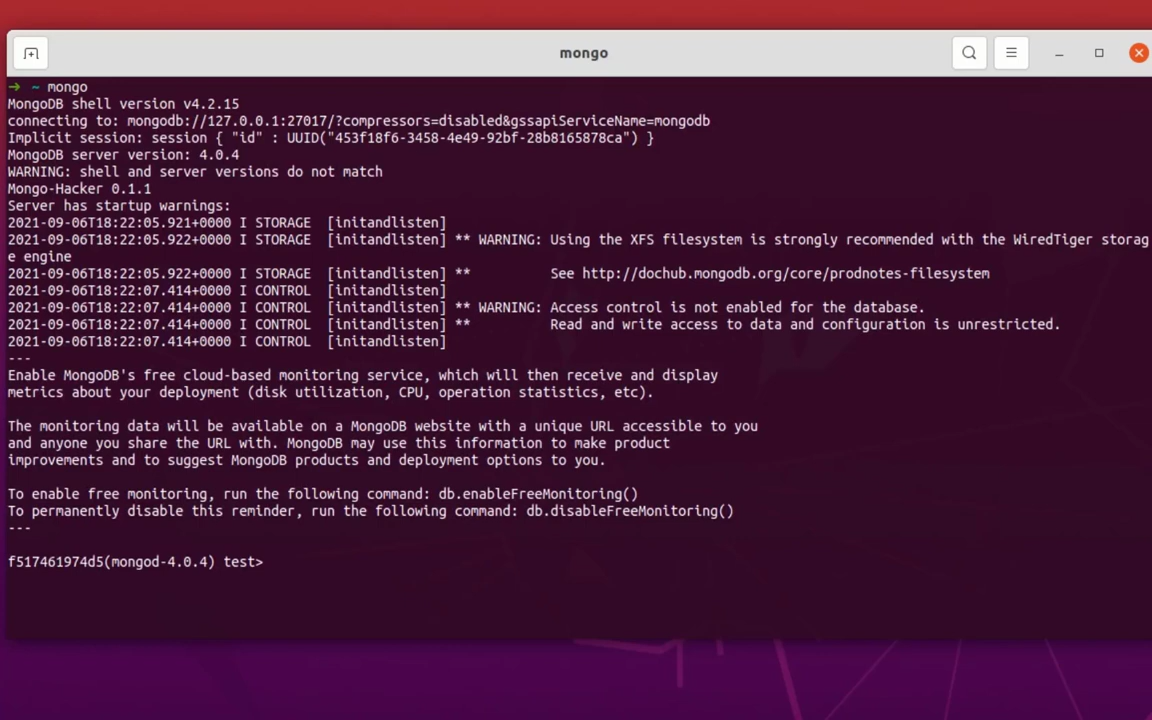 mongo
➜ ~ mongo
MongoDB shell version v4.2.15
connecting to: mongodb://127.0.0.1:27017/?compressors=disabled&gssapiServiceName=mongodb
Implicit session: session { "id" : UUID("453f18f6-3458-4e49-92bf-28b8165878ca") }
MongoDB server version: 4.0.4
WARNING: shell and server versions do not match
Mongo-Hacker 0.1.1
Server has startup warnings:
2021-09-06T18:22:05.921+0000 I STORAGE  [initandlisten]
2021-09-06T18:22:05.922+0000 I STORAGE  [initandlisten] ** WARNING: Using the XFS filesystem is strongly recommended with the WiredTiger storag
e engine
2021-09-06T18:22:05.922+0000 I STORAGE  [initandlisten] **          See http://dochub.mongodb.org/core/prodnotes-filesystem
2021-09-06T18:22:07.414+0000 I CONTROL  [initandlisten]
2021-09-06T18:22:07.414+0000 I CONTROL  [initandlisten] ** WARNING: Access control is not enabled for the database.
2021-09-06T18:22:07.414+0000 I CONTROL  [initandlisten] **          Read and write access to data and configuration is unrestricted.
2021-09-06T18:22:07.414+0000 I CONTROL  [initandlisten]
---
Enable MongoDB's free cloud-based monitoring service, which will then receive and display
metrics about your deployment (disk utilization, CPU, operation statistics, etc).

The monitoring data will be available on a MongoDB website with a unique URL accessible to you
and anyone you share the URL with. MongoDB may use this information to make product
improvements and to suggest MongoDB products and deployment options to you.

To enable free monitoring, run the following command: db.enableFreeMonitoring()
To permanently disable this reminder, run the following command: db.disableFreeMonitoring()
---

f517461974d5(mongod-4.0.4) test>